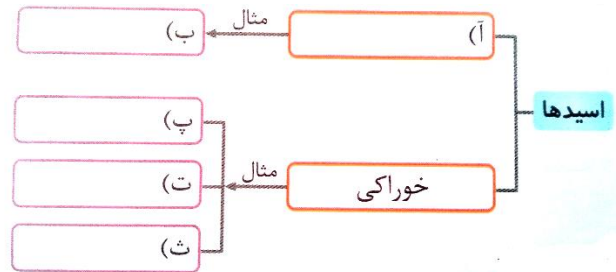 اسیدها
آ)
مثال
ب)
خوراکی
مثال
پ)
ت)
ث)